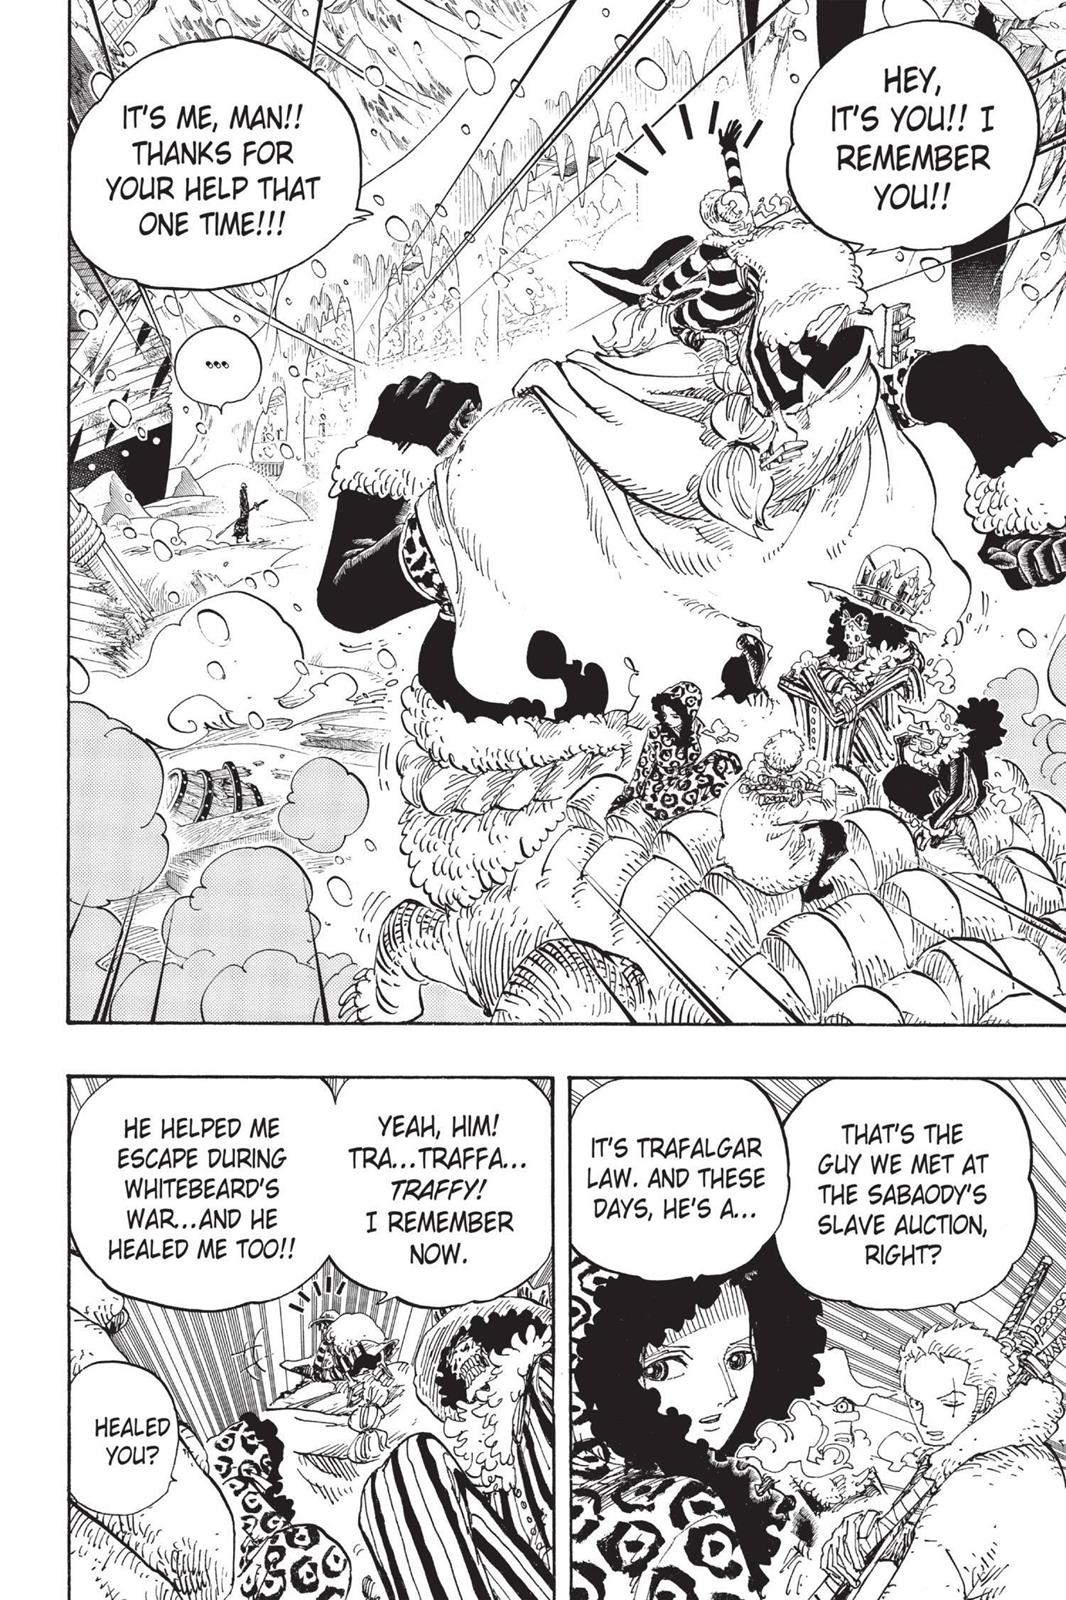 HEY,
IT'S YOU!! I
REMEMBER
YOU!!
IT'S ME, MAN!!
THANKS FOR
YOUR HELP THAT
ONE TIME!!!
...
THAT'S THE
GUY WE MET AT
THE SABAODY'S
SLAVE AUCTION,
RIGHT?
IT'S TRAFALGAR
LAW. AND THESE
DAYS, HE'S A...
YEAH, HIM!
TRA...TRAFFA...
TRAFFY!
I REMEMBER
NOW.
HE HELPED ME
ESCAPE DURING
WHITEBEARD'S
WAR...AND HE
HEALED ME TOO!!
HEALED
YOU?